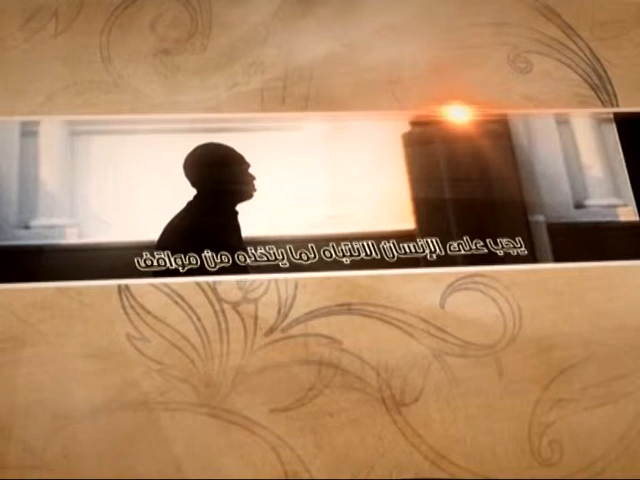 يجب على الإنسان الانتباه لما يتخذه من مواقف